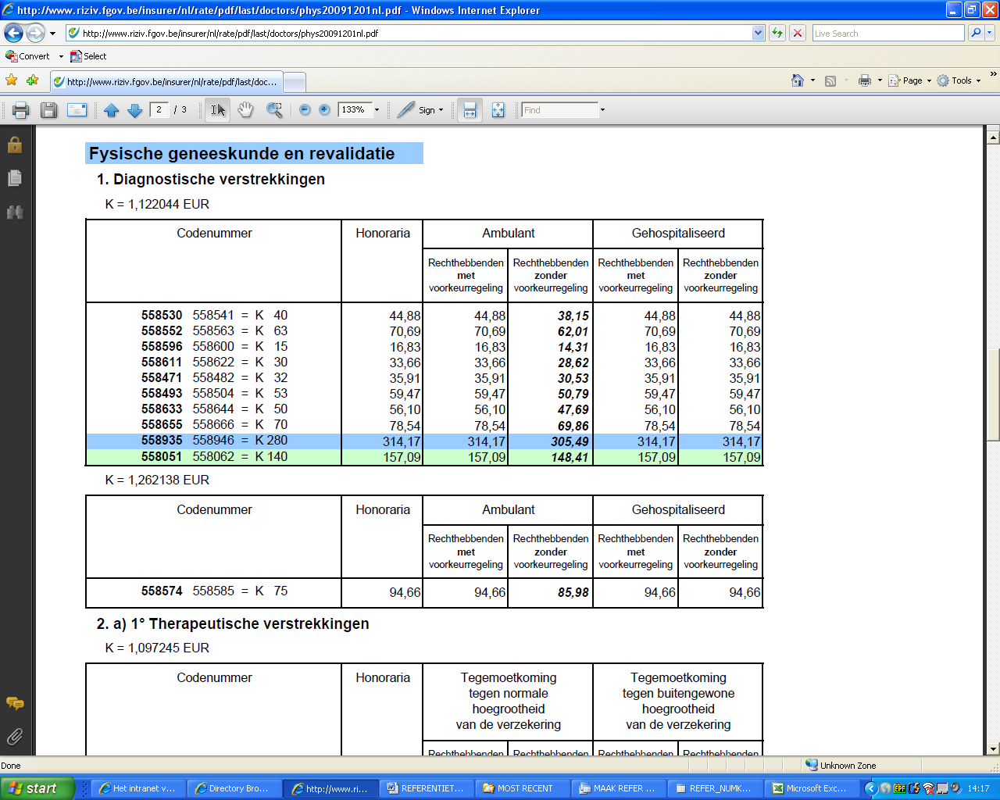 http://www.riziv.fgov.be/insurer/nl/rate/pdf/last/doctors/phys20091201nl.pdf - Windows Internet Explorer
http://www.riziv.fgov.be/insurer/nl/rate/pdf/last/doctors/phys20091201nl.pdf
Live Search
Convert Select
http://www.riziv.fgov.be/insurer/nl/rate/pdf/last/doc...
Page Tools
2 / 3 133% Sign Find
Fysische geneeskunde en revalidatie
1. Diagnostische verstrekkingen
K = 1,122044 EUR
Codenummer Honoraria Ambulant Gehospitaliseerd
Rechthebbenden Rechthebbenden Rechthebbenden Rechthebbenden
met zonder met zonder
voorkeurregeling voorkeurregeling voorkeurregeling voorkeurregeling
558530 558541 = K 40 44,88 44,88 38,15 44,88 44,88
558552 558563 = K 63 70,69 70,69 62,01 70,69 70,69
558596 558600 = K 15 16,83 16,83 14,31 16,83 16,83
558611 558622 = K 30 33,66 33,66 28,62 33,66 33,66
558471 558482 = K 32 35,91 35,91 30,53 35,91 35,91
558493 558504 = K 53 59,47 59,47 50,79 59,47 59,47
558633 558644 = K 50 56,10 56,10 47,69 56,10 56,10
558655 558666 = K 70 78,54 78,54 69,86 78,54 78,54
558935 558946 = K 280 314,17 314,17 305,49 314,17 314,17
558051 558062 = K 140 157,09 157,09 148,41 157,09 157,09
K = 1,262138 EUR
Codenummer Honoraria Ambulant Gehospitaliseerd
Rechthebbenden Rechthebbenden Rechthebbenden Rechthebbenden
met zonder met zonder
voorkeurregeling voorkeurregeling voorkeurregeling voorkeurregeling
558574 558585 = K 75 94,66 94,66 85,98 94,66 94,66
2. a) 1° Therapeutische verstrekkingen
K = 1,097245 EUR
Codenummer Honoraria Tegemoetkoming Tegemoetkoming
tegen normale tegen buitengewone
hoegrootheid hoegrootheid
van de verzekering van de verzekering
Rechthebbenden Rechthebbenden Rechthebbenden Rechthebbenden
Done Unknown Zone
start Het intranet v... Directory Bro... http://www.ri... REFERENTIET... MOST RECENT MAAK REFER ... REFER_NUMK... Microsoft Exc... 14:17